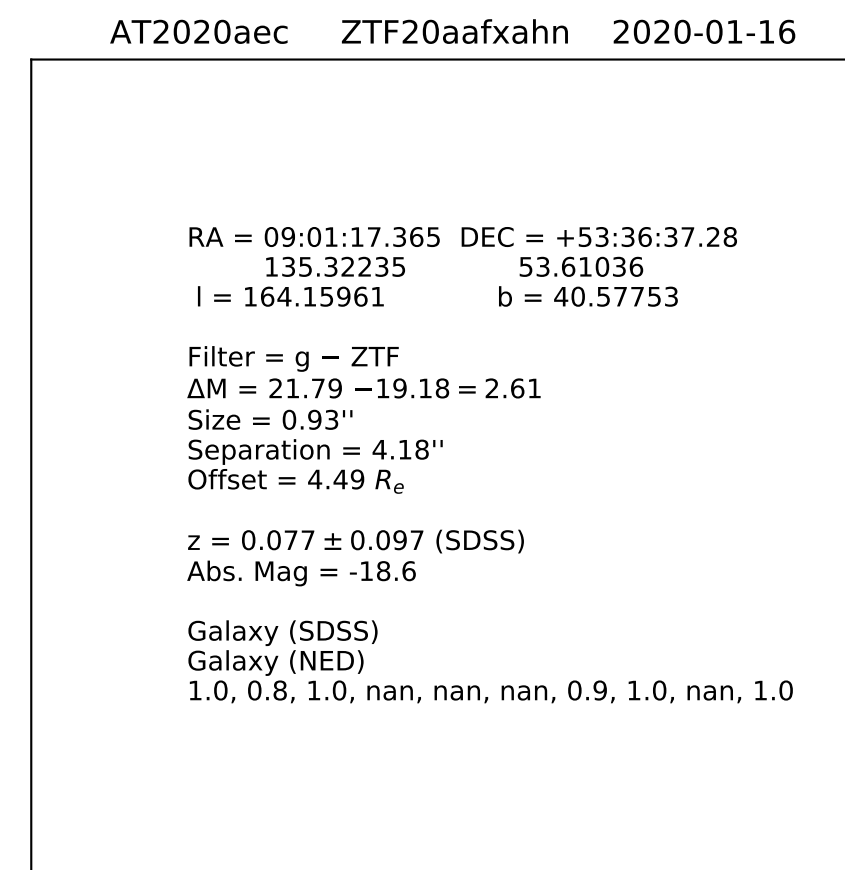 AT2020aec ZTF20aafxahn 2020-01-16
RA = 09:01:17.365 DEC = +53:36:37.28
135.32235 53.61036
l = 164.15961 b = 40.57753
Filter = g − ZTF
ΔM = 21.79 −19.18 = 2.61
Size = 0.93''
Separation = 4.18''
Offset = 4.49 Rₑ
z = 0.077 ± 0.097 (SDSS)
Abs. Mag = -18.6
Galaxy (SDSS)
Galaxy (NED)
1.0, 0.8, 1.0, nan, nan, nan, 0.9, 1.0, nan, 1.0